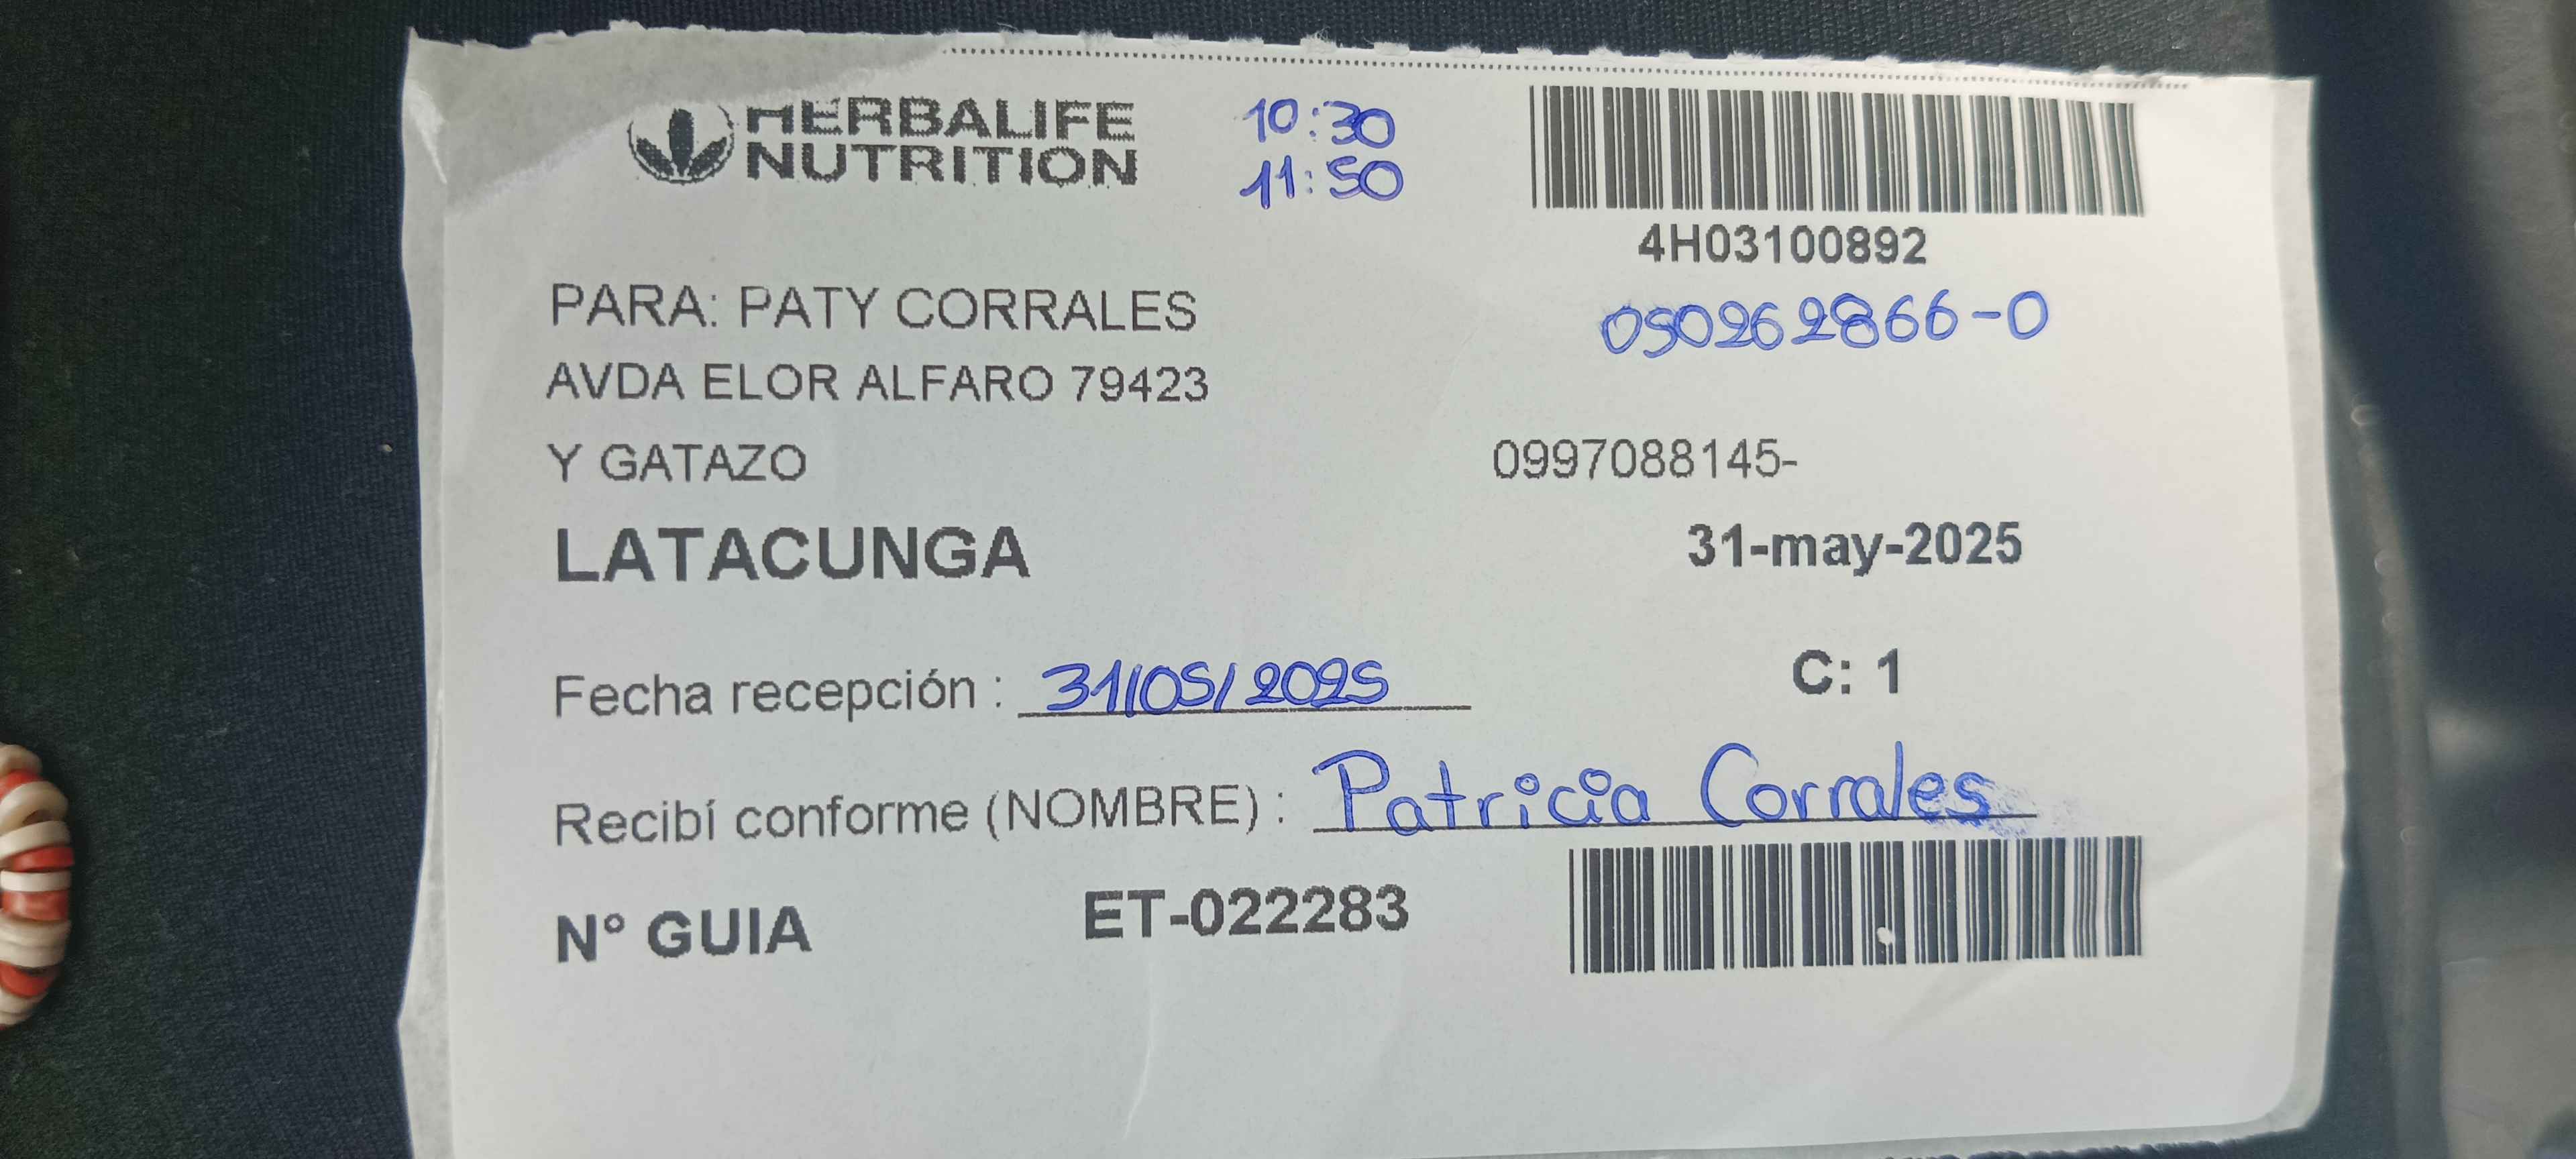 HERBALIFE
NUTRITION
10:30
11:50
4H03100892
PARA: PATY CORRALES
050262866-0
AVDA ELOR ALFARO 79423
Y GATAZO
0997088145-
LATACUNGA
31-may-2025
Fecha recepción : 31/05/2025
C: 1
Recibí conforme (NOMBRE) : Patricia Corrales
N° GUIA ET-022283